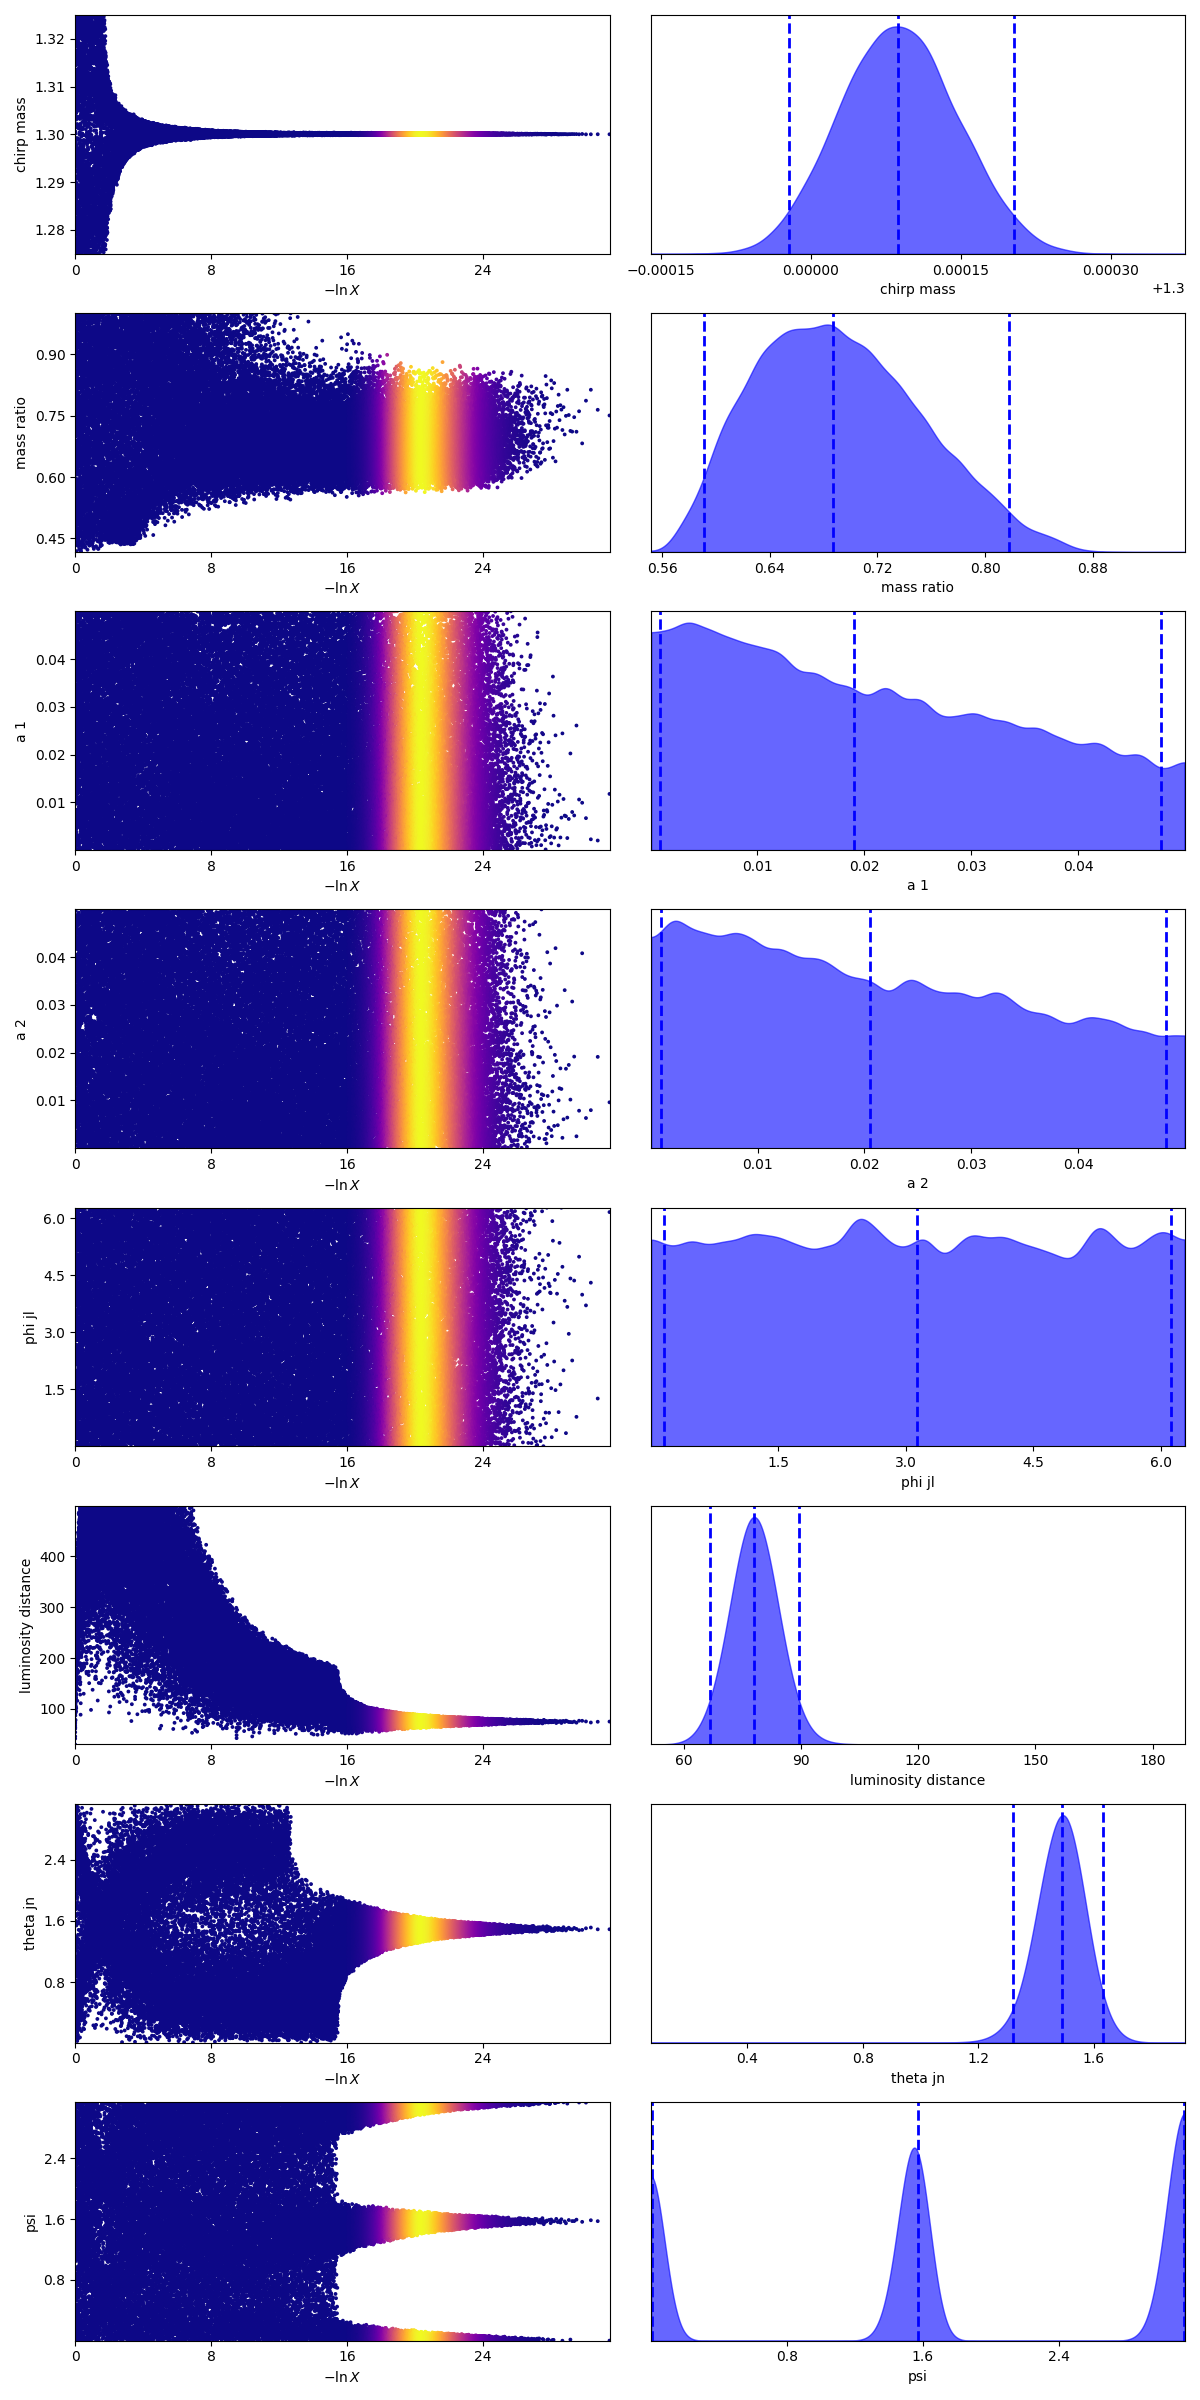 1.32
1.31
1.30
1.29
1.28
chirp mass
0 8 16 24
−ln X
−0.00015 0.00000 0.00015 0.00030
chirp mass
+1.3
0.90
0.75
0.60
0.45
mass ratio
0 8 16 24
−ln X
0.56 0.64 0.72 0.80 0.88
mass ratio
0.04
0.03
0.02
0.01
a 1
0 8 16 24
−ln X
0.01 0.02 0.03 0.04
a 1
0.04
0.03
0.02
0.01
a 2
0 8 16 24
−ln X
0.01 0.02 0.03 0.04
a 2
6.0
4.5
3.0
1.5
phi jl
0 8 16 24
−ln X
1.5 3.0 4.5 6.0
phi jl
400
300
200
100
luminosity distance
0 8 16 24
−ln X
60 90 120 150 180
luminosity distance
2.4
1.6
0.8
theta jn
0 8 16 24
−ln X
0.4 0.8 1.2 1.6
theta jn
2.4
1.6
0.8
psi
0 8 16 24
−ln X
0.8 1.6 2.4
psi